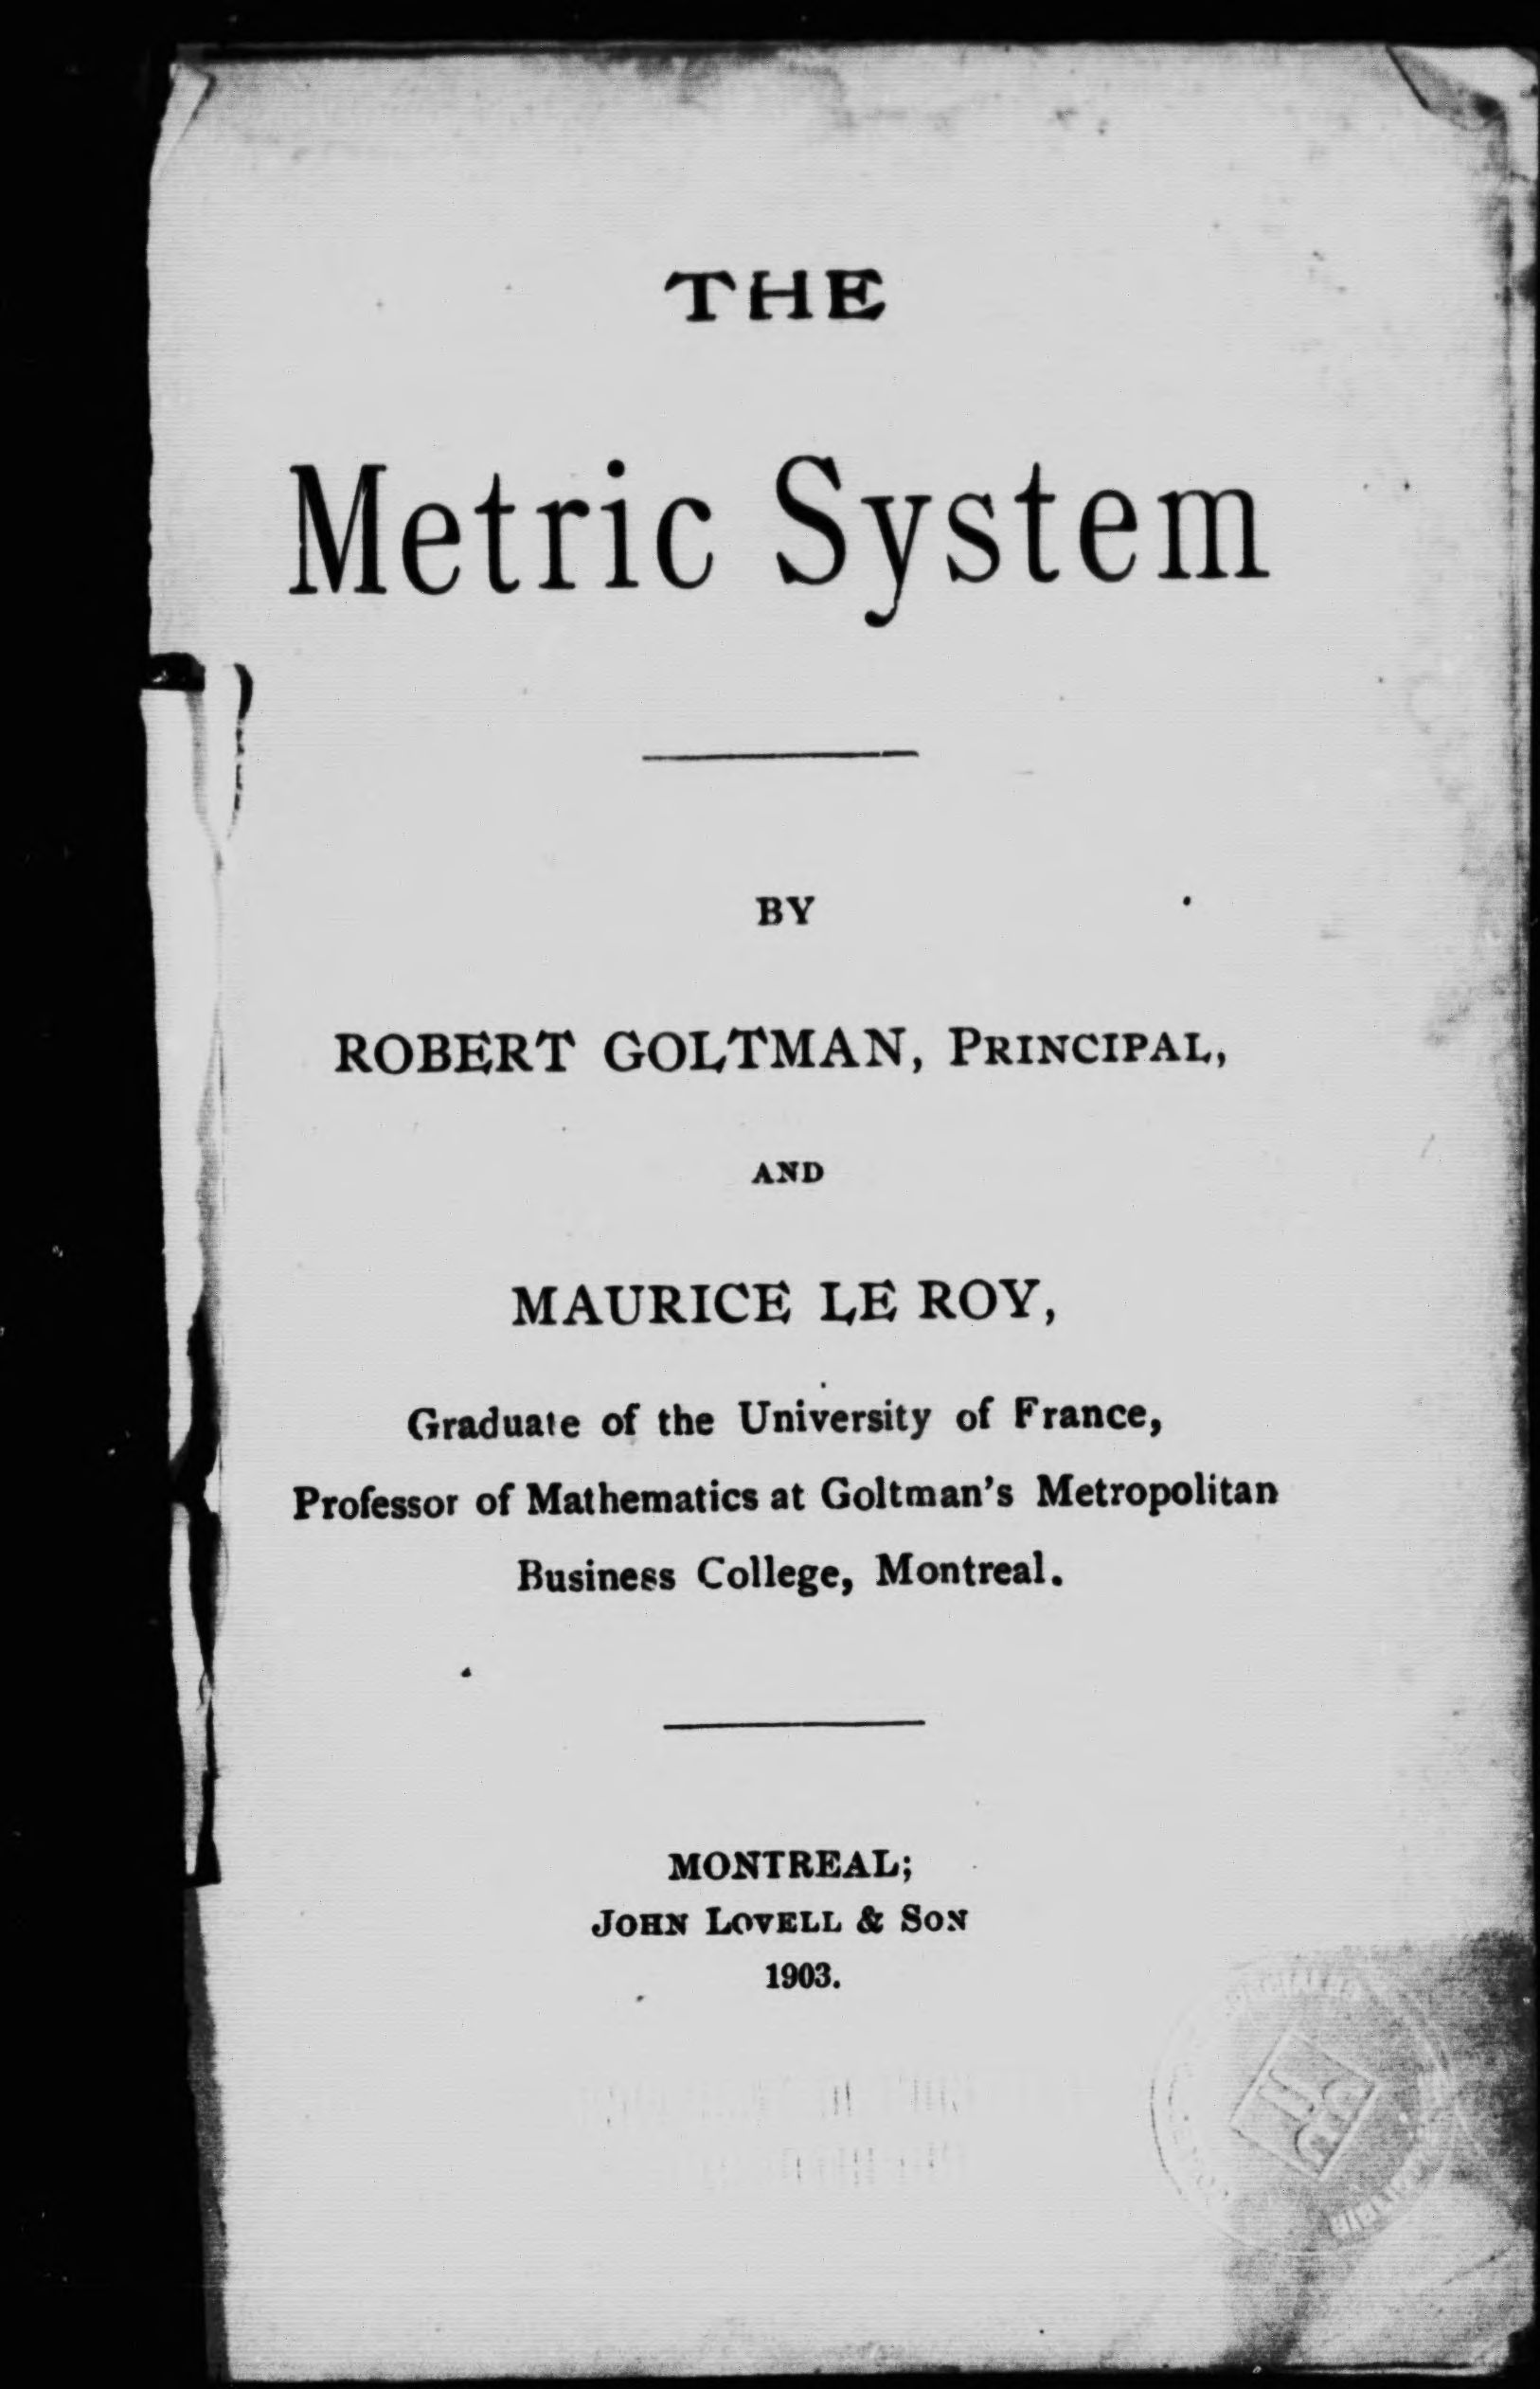 THE
Metric System
BY
ROBERT GOLTMAN, PRINCIPAL,
AND
MAURICE LE ROY,
Graduate of the University of France,
Professor of Mathematics at Goltman's Metropolitan
Business College, Montreal.
MONTREAL;
JOHN LOVELL & SON
1903.